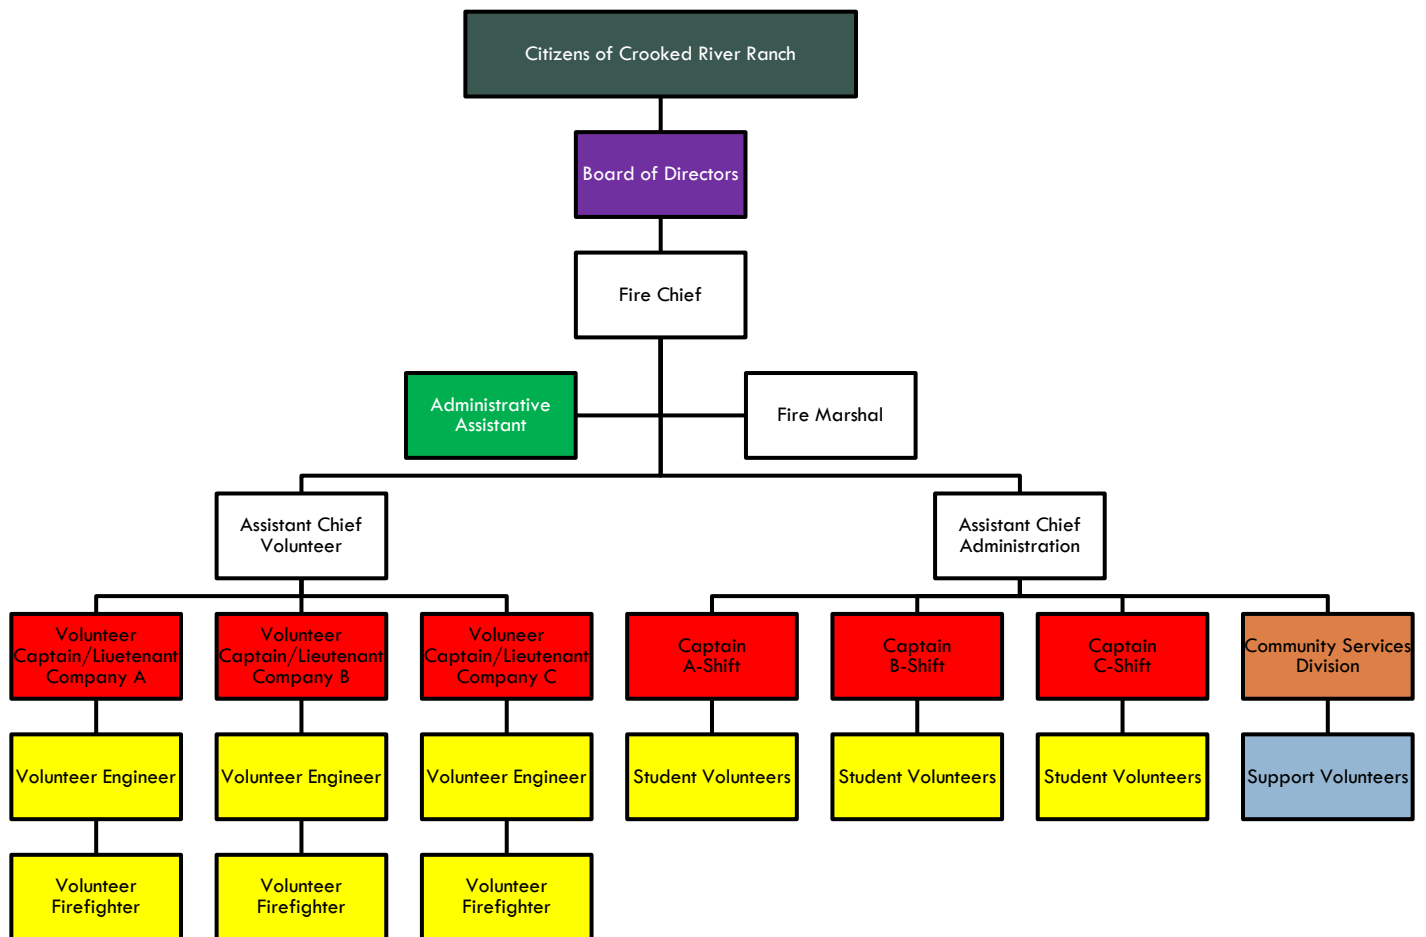 Citizens of Crooked River Ranch
Board of Directors
Fire Chief
Administrative
Assistant
Fire Marshal
Assistant Chief
Volunteer
Assistant Chief
Administration
Volunteer
Captain/Liuetenant
Company A
Volunteer
Captain/Lieutenant
Company B
Voluneer
Captain/Lieutenant
Company C
Captain
A-Shift
Captain
B-Shift
Captain
C-Shift
Community Services
Division
Volunteer Engineer
Volunteer Engineer
Volunteer Engineer
Student Volunteers
Student Volunteers
Student Volunteers
Support Volunteers
Volunteer
Firefighter
Volunteer
Firefighter
Volunteer
Firefighter